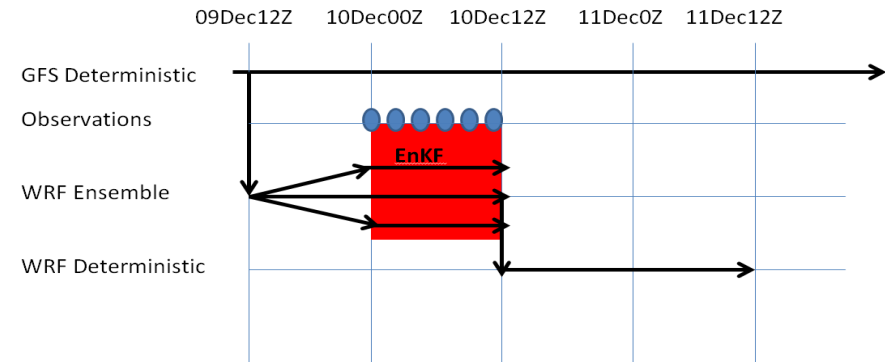 09Dec12Z 10Dec00Z 10Dec12Z 11Dec0Z 11Dec12Z
GFS Deterministic
Observations
EnKF
WRF Ensemble
WRF Deterministic